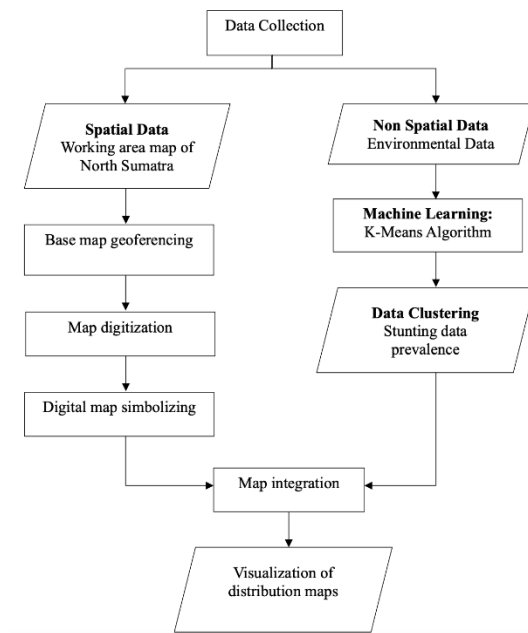 Data Collection
Spatial Data
Working area map of
North Sumatra
Base map geoferencing
Map digitization
Digital map simbolizing
Non Spatial Data
Environmental Data
Machine Learning:
K-Means Algorithm
Data Clustering
Stunting data
prevalence
Map integration
Visualization of
distribution maps